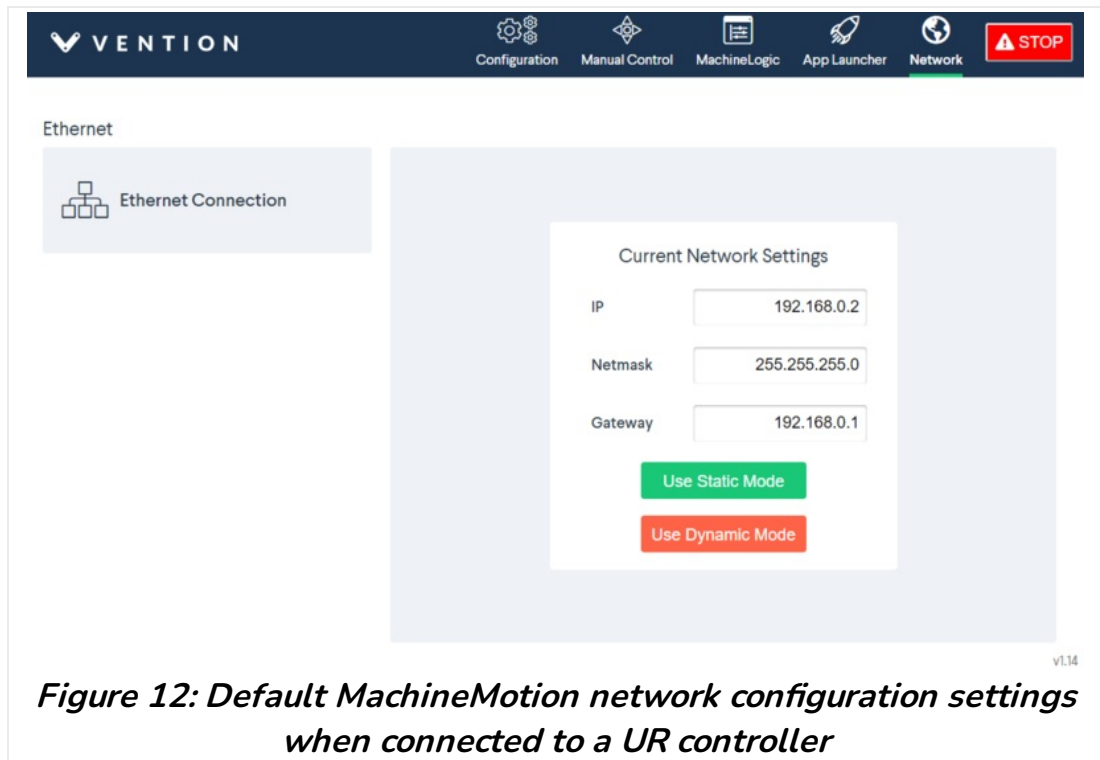 VENTION
Configuration
Manual Control
MachineLogic
App Launcher
Network
STOP
Ethernet
Ethernet Connection
Current Network Settings
IP 192.168.0.2
Netmask 255.255.255.0
Gateway 192.168.0.1
Use Static Mode
Use Dynamic Mode
v1.14
Figure 12: Default MachineMotion network configuration settings
when connected to a UR controller